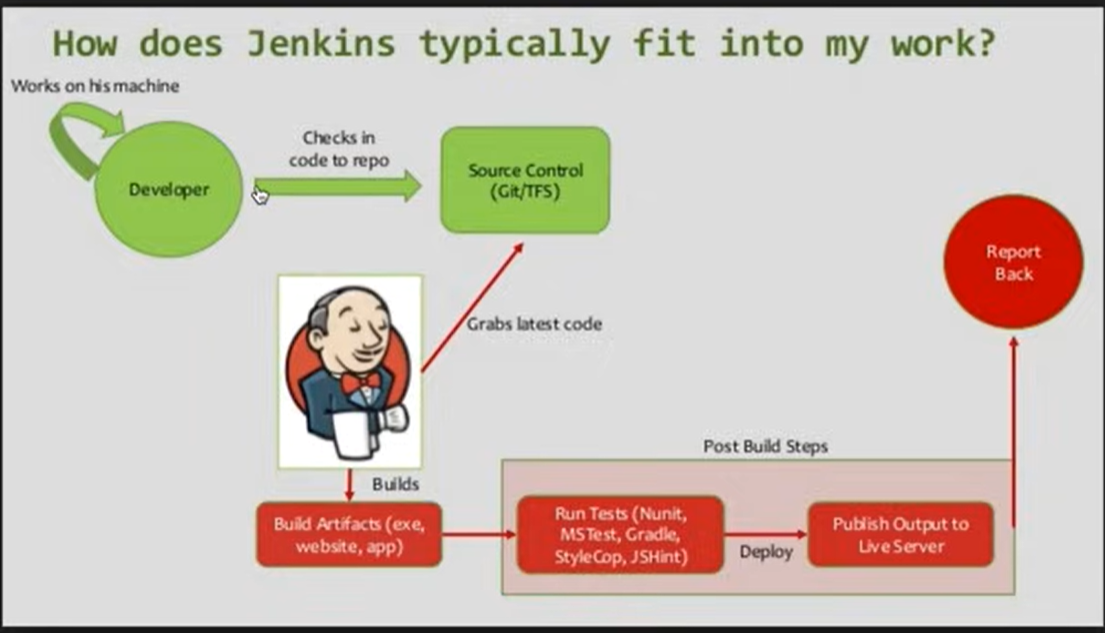 How does Jenkins typically fit into my work?
Works on his machine
Developer
Checks in
code to repo
Source Control
(Git/TFS)
Report
Back
Grabs latest code
Post Build Steps
Builds
Build Artifacts (exe,
website, app)
Run Tests (Nunit,
MSTest, Gradle,
StyleCop, JSHint)
Deploy
Publish Output to
Live Server